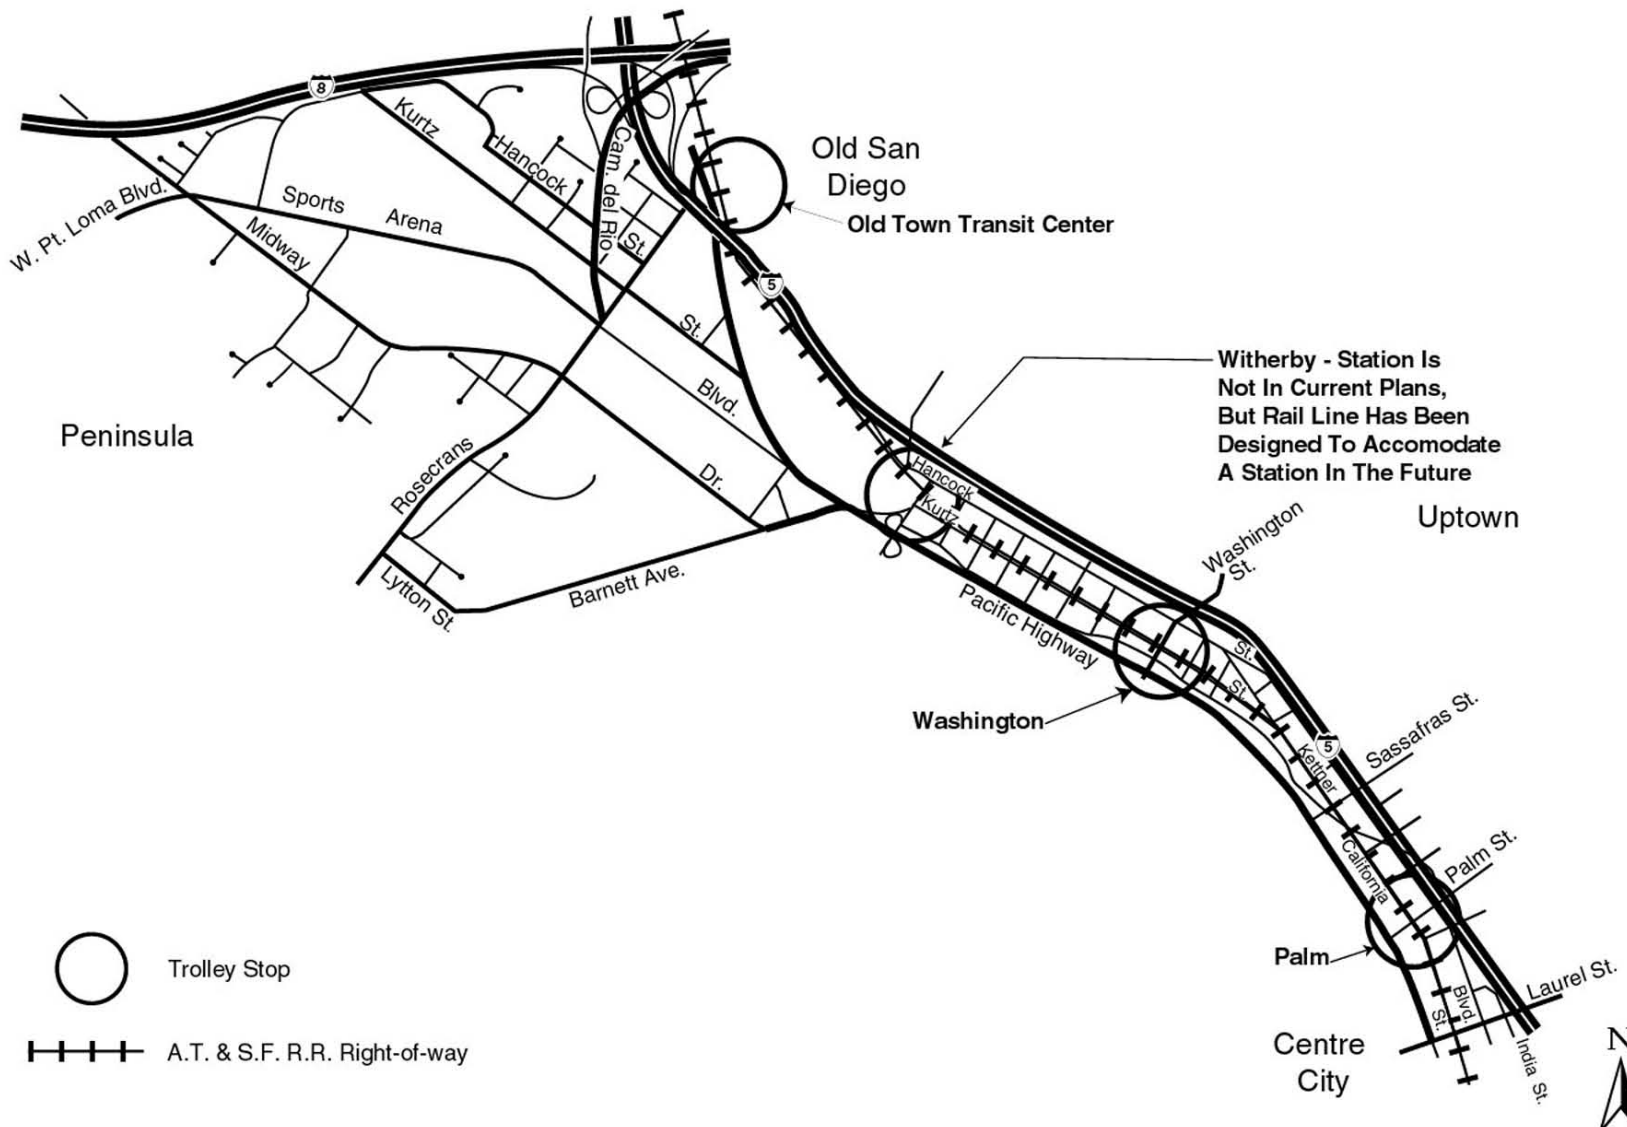 8
Kurtz
Hancock
Cam. del Rio
Old San
Diego
Old Town Transit Center
W. Pt. Loma Blvd.
Sports
Arena
Midway
St.
5
St.
Blvd.
Dr.
Peninsula
Rosecrans
Lytton St.
Barnett Ave.
Witherby - Station Is
Not In Current Plans,
But Rail Line Has Been
Designed To Accomodate
A Station In The Future
Uptown
Hancock
Kurtz
Washington
St.
Pacific Highway
St.
St.
Washington
5
Sassafras St.
Kettner
California
Palm St.
Palm
Blvd.
St.
Laurel St.
India St.
Centre
City
Trolley Stop
A.T. & S.F. R.R. Right-of-way
N